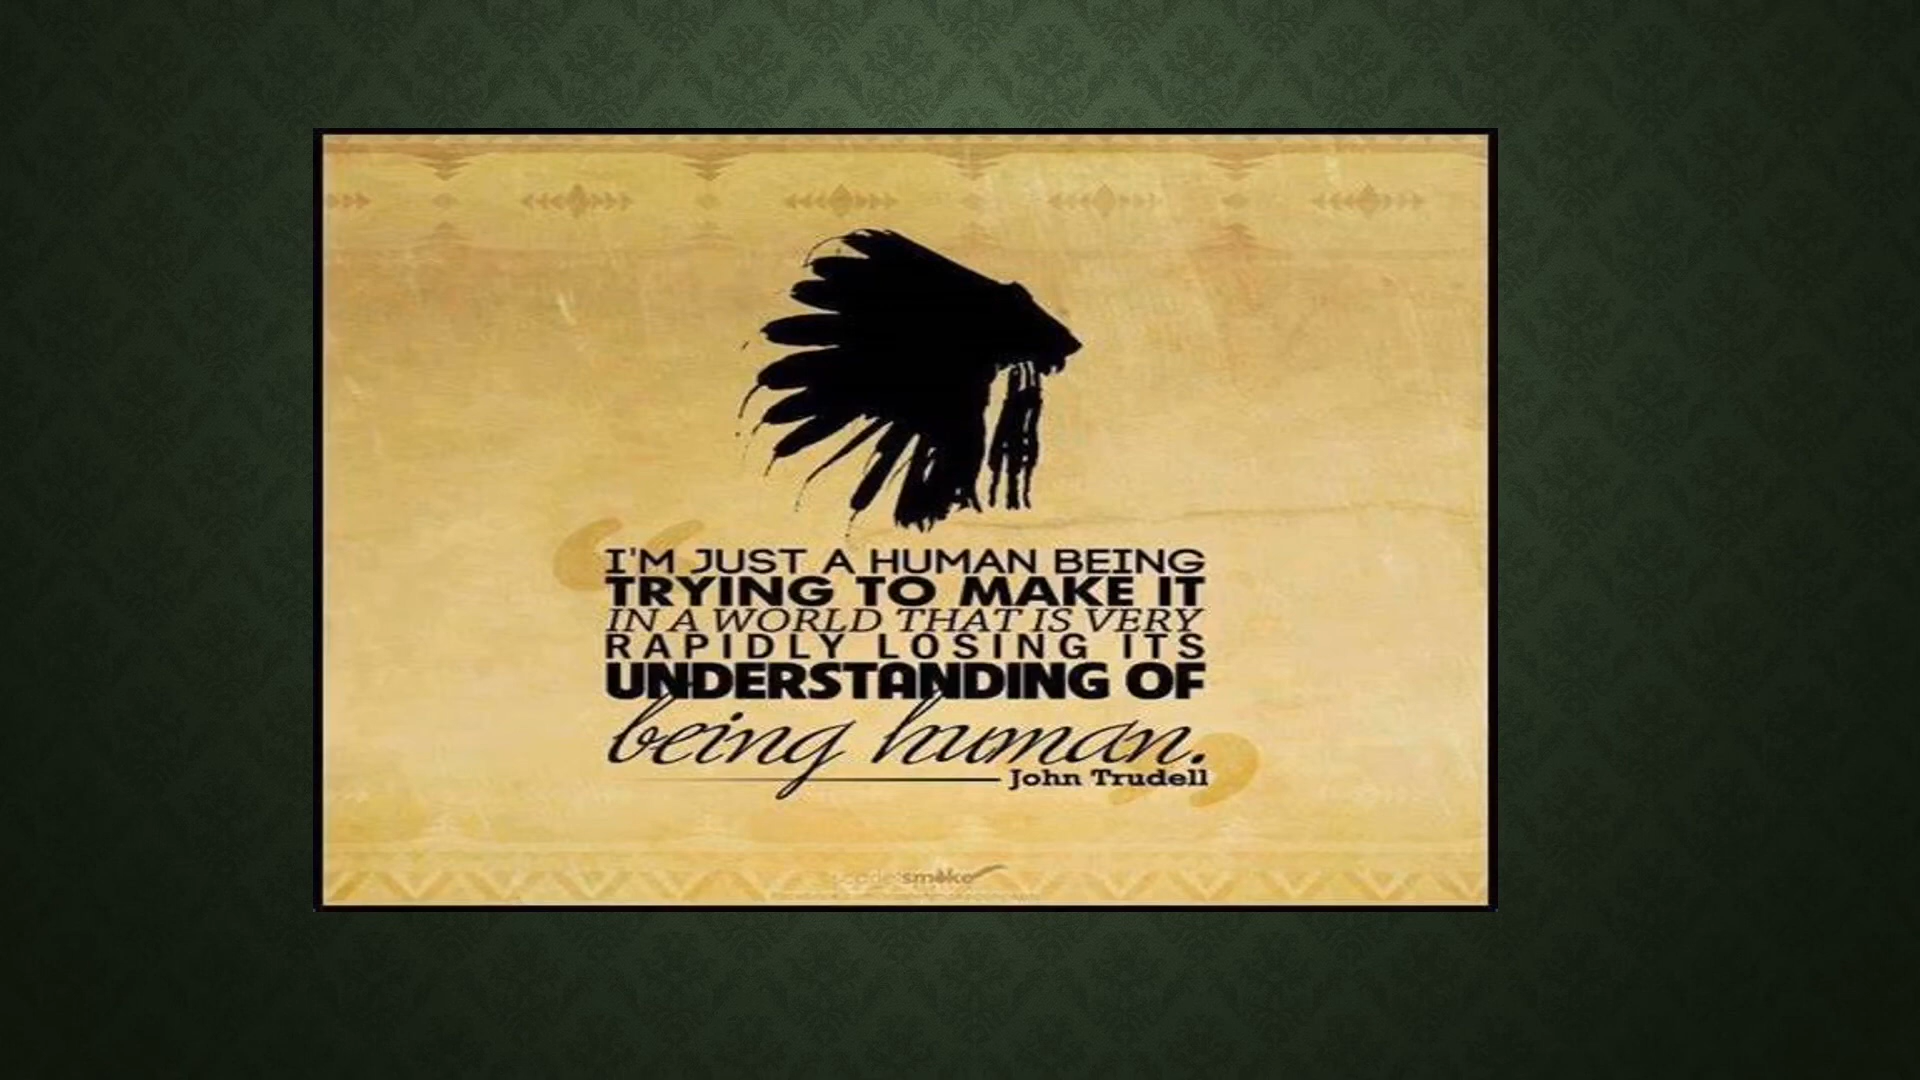 I'M JUST A HUMAN BEING
TRYING TO MAKE IT
IN A WORLD THAT IS VERY
RAPIDLY LOSING ITS
UNDERSTANDING OF
being human.
John Trudell
smoke